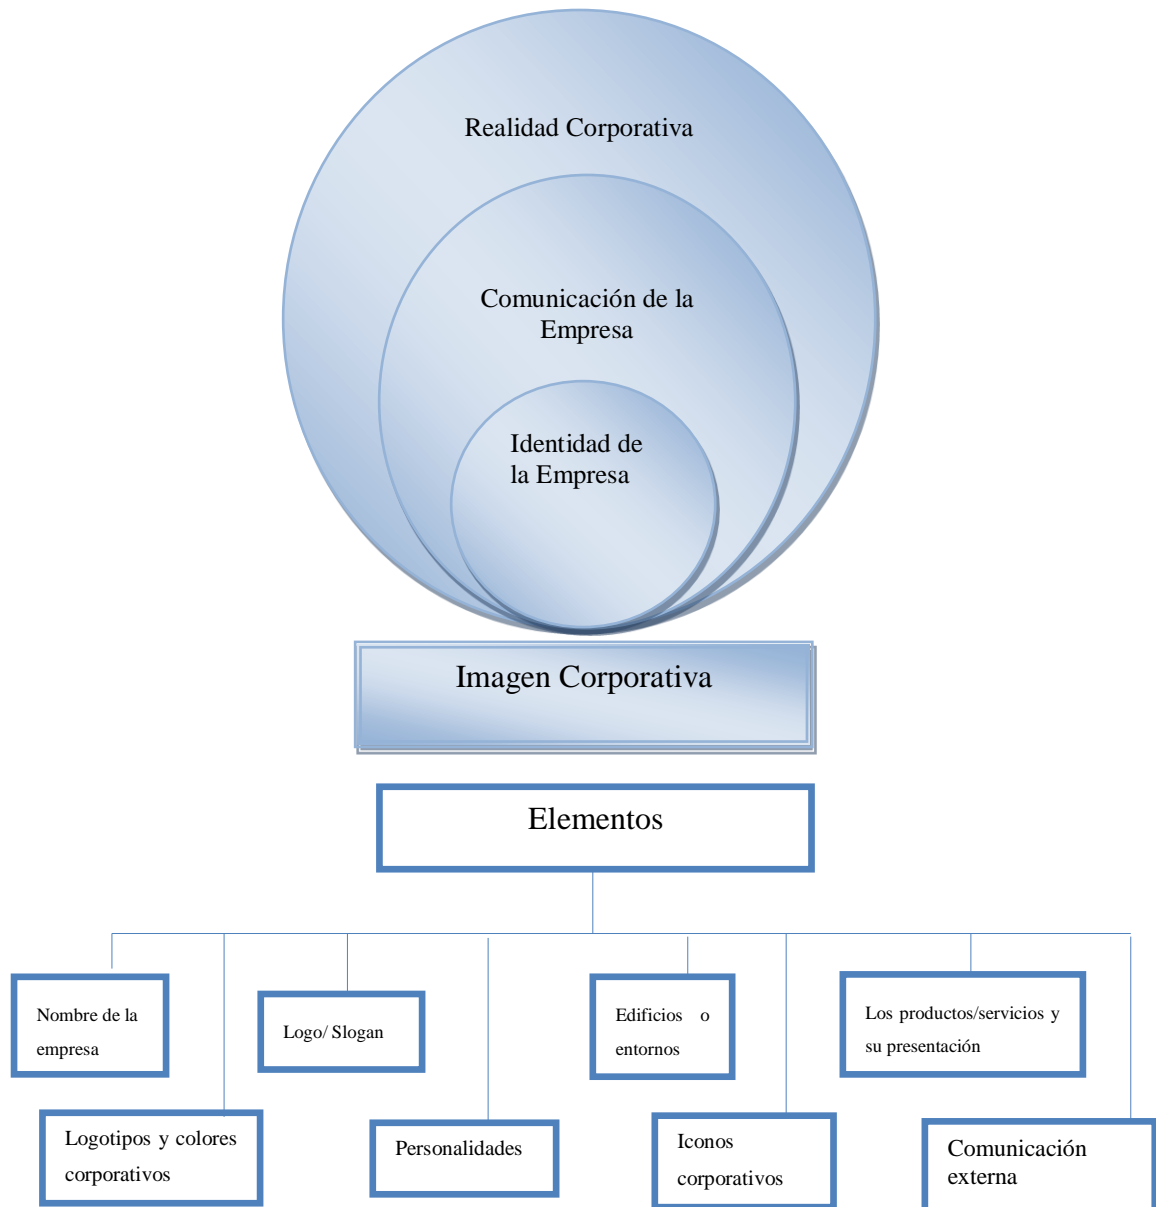 Realidad Corporativa
Comunicación de la
Empresa
Identidad de
la Empresa
Imagen Corporativa
Elementos
Nombre de la
empresa
Logo/ Slogan
Edificios o
entornos
Los productos/servicios y
su presentación
Logotipos y colores
corporativos
Personalidades
Iconos
corporativos
Comunicación
externa